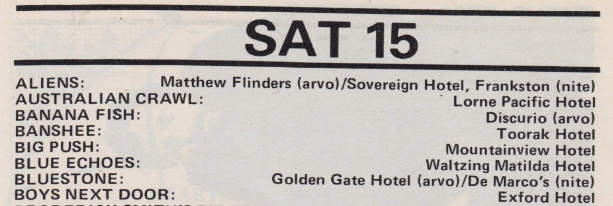 SAT 15
ALIENS: Matthew Flinders (arvo)/Sovereign Hotel, Frankston (nite)
AUSTRALIAN CRAWL: Lorne Pacific Hotel
BANANA FISH: Discurio (arvo)
BANSHEE: Toorak Hotel
BIG PUSH: Mountainview Hotel
BLUE ECHOES: Waltzing Matilda Hotel
BLUESTONE: Golden Gate Hotel (arvo)/De Marco's (nite)
BOYS NEXT DOOR: Exford Hotel